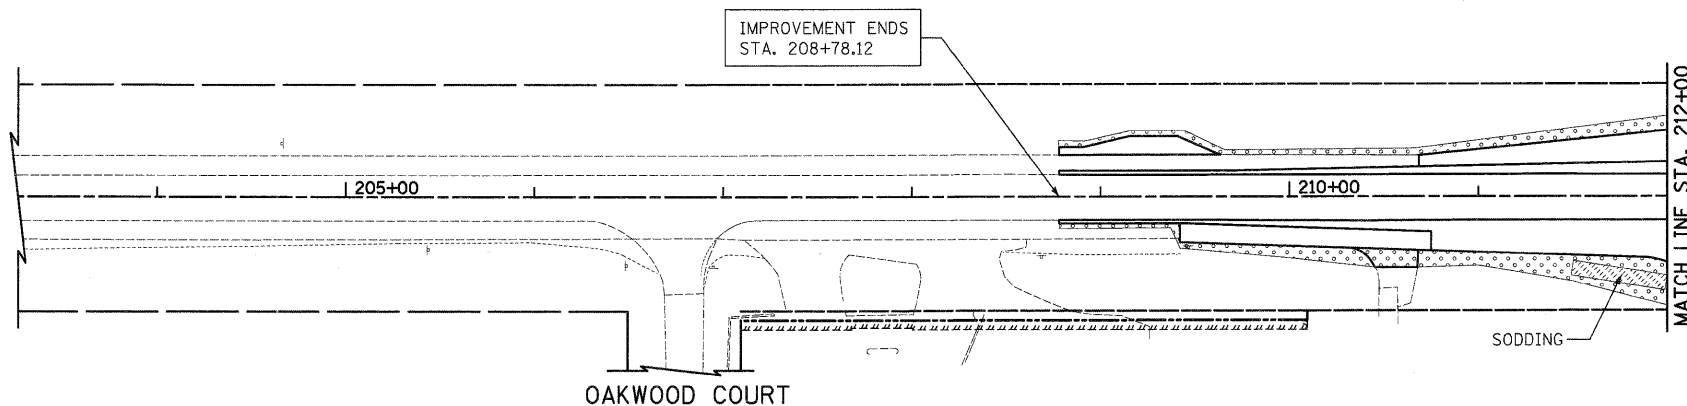 IMPROVEMENT ENDS
STA. 208+78.12
205+00
210+00
MATCH LINE STA. 212+00
SODDING
OAKWOOD COURT